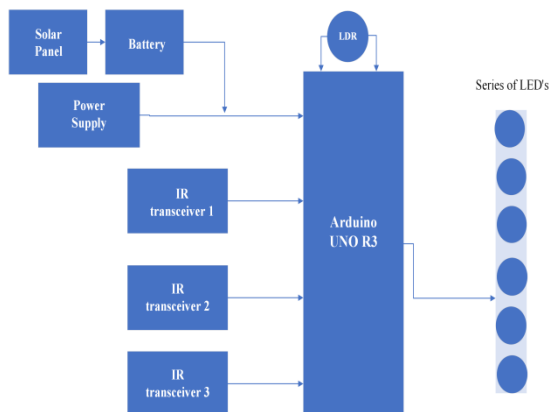 Solar
Panel
Battery
LDR
Power
Supply
Series of LED's
IR
transceiver 1
Arduino
UNO R3
IR
transceiver 2
IR
transceiver 3